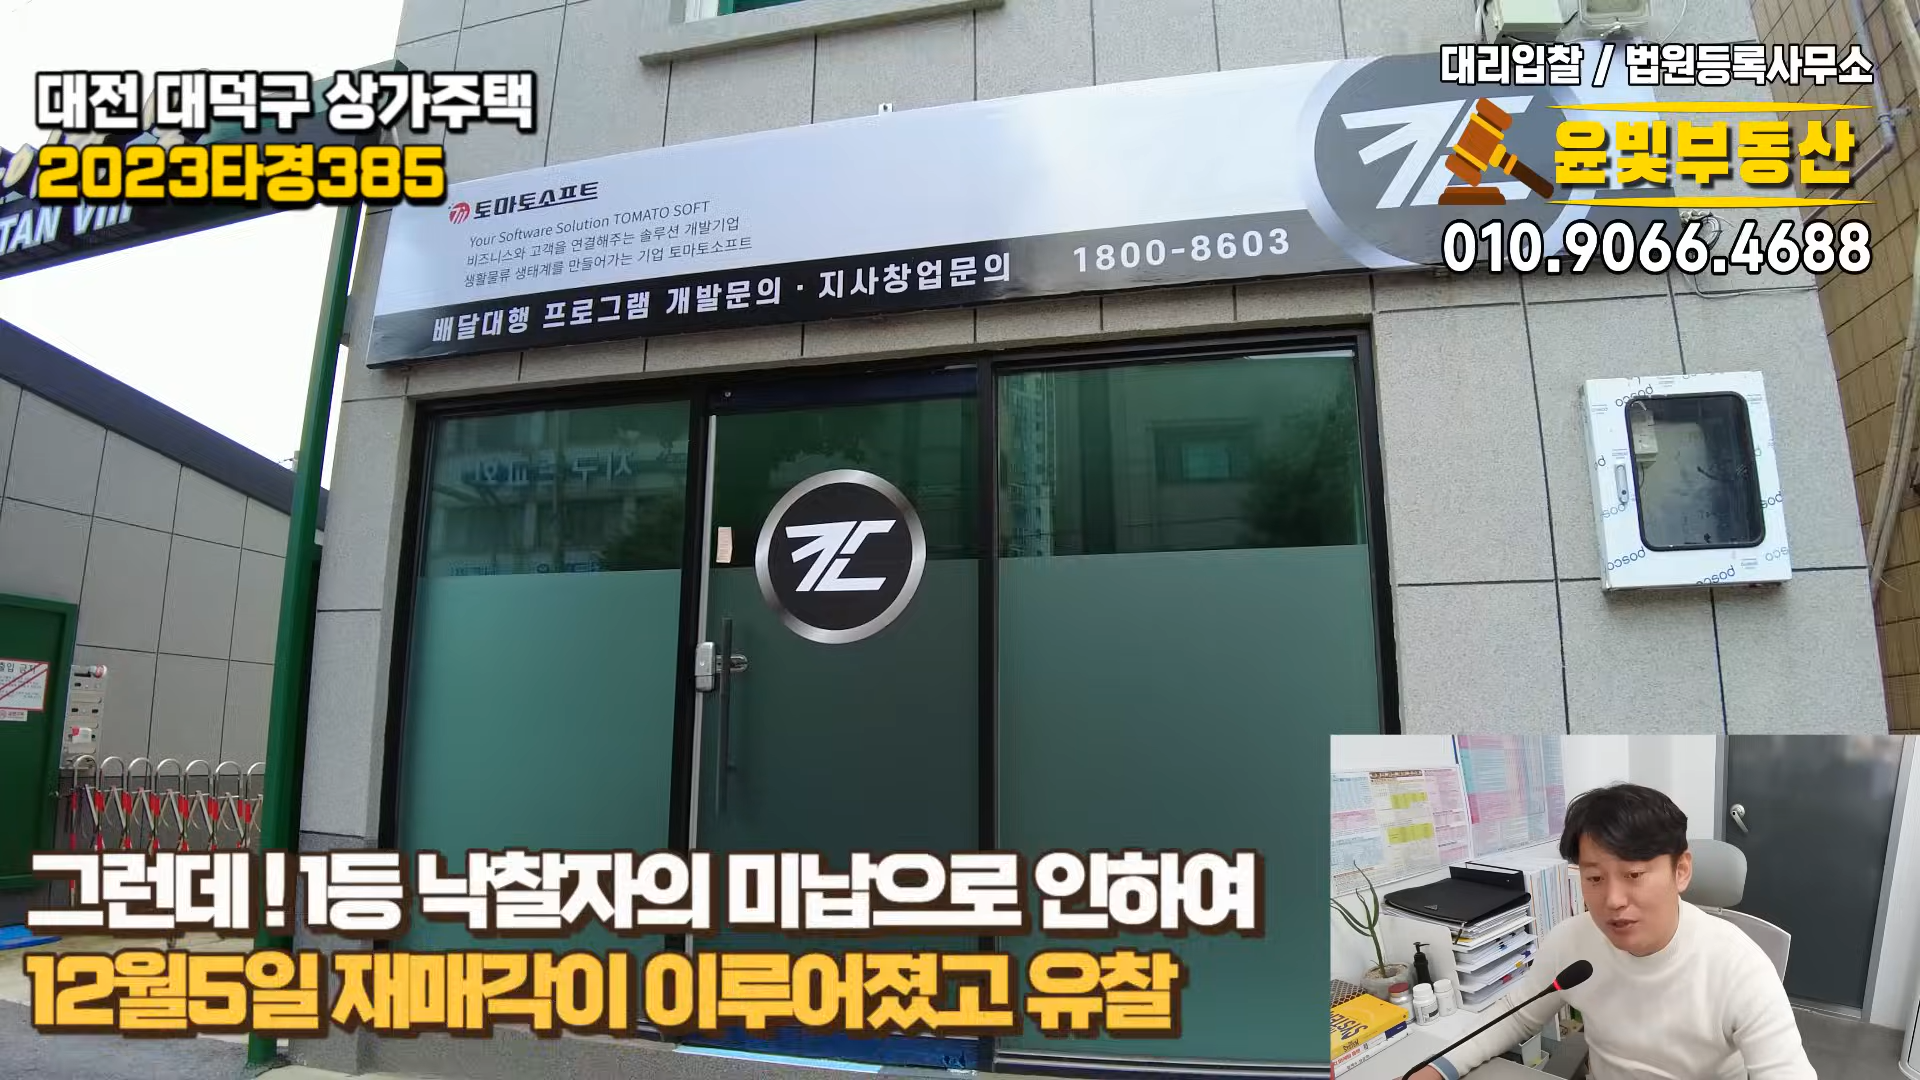 대전 대덕구 상가주택
2023타경385
대리입찰 / 법원등록사무소
윤빛부동산
010.9066.4688
TAN VIII
토마토소프트
Your Software Solution TOMATO SOFT
비즈니스와 고객을 연결해주는 솔루션 개발기업
생활물류 생태계를 만들어가는 기업 토마토소프트
배달대행 프로그램 개발문의 · 지사창업문의 1800-8603
boaco
출입 금지
그런데 ! 1등 낙찰자의 미납으로 인하여
12월5일 재매각이 이루어졌고 유찰